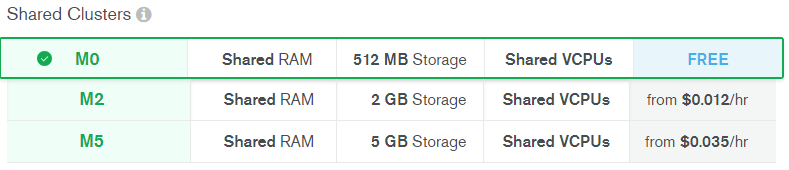 Shared Clusters
M0 Shared RAM 512 MB Storage Shared VCPUs FREE
M2 Shared RAM 2 GB Storage Shared VCPUs from $0.012/hr
M5 Shared RAM 5 GB Storage Shared VCPUs from $0.035/hr